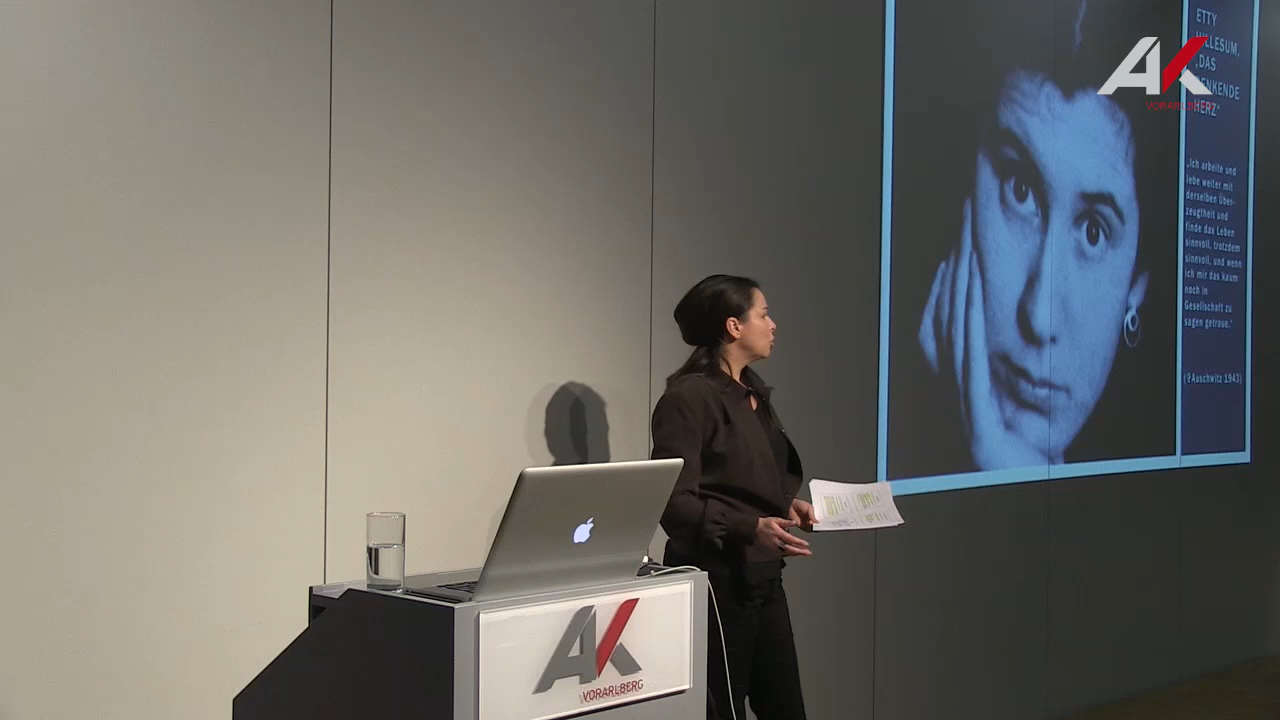 ETTY
HILLESUM.
„DAS
DENKENDE
HERZ“
AK
VORARLBERG
„Ich arbeite und
lebe weiter mit
derselben Über-
zeugtheit und
finde das Leben
sinnvoll, trotzdem
sinnvoll, und wenn
ich mir das kaum
noch in
Gesellschaft zu
sagen getraue.“
(✞Auschwitz 1943)
AK
VORARLBERG